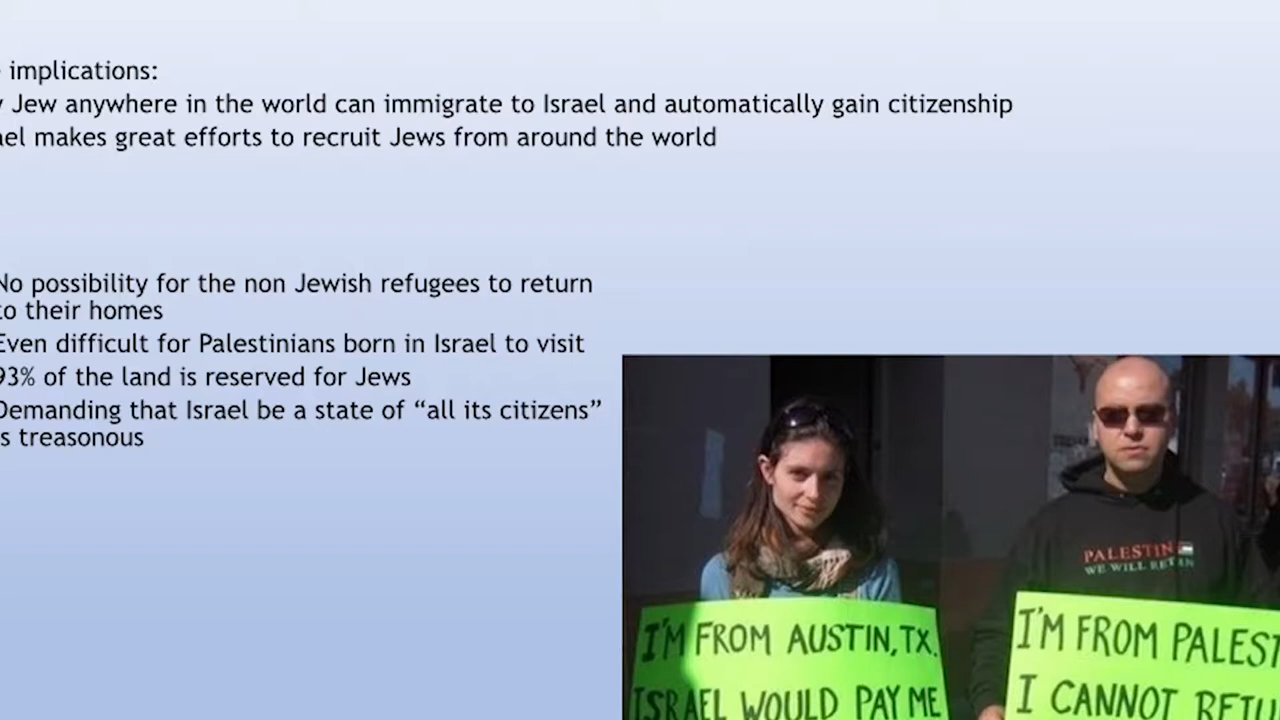 implications:
Jew anywhere in the world can immigrate to Israel and automatically gain citizenship
makes great efforts to recruit Jews from around the world
No possibility for the non Jewish refugees to return
to their homes
Even difficult for Palestinians born in Israel to visit
93% of the land is reserved for Jews
Demanding that Israel be a state of “all its citizens”
is treasonous
PALESTINE
WE WILL RETURN
I'M FROM AUSTIN, TX.
ISRAEL WOULD PAY ME
I'M FROM PALEST
I CANNOT RETU